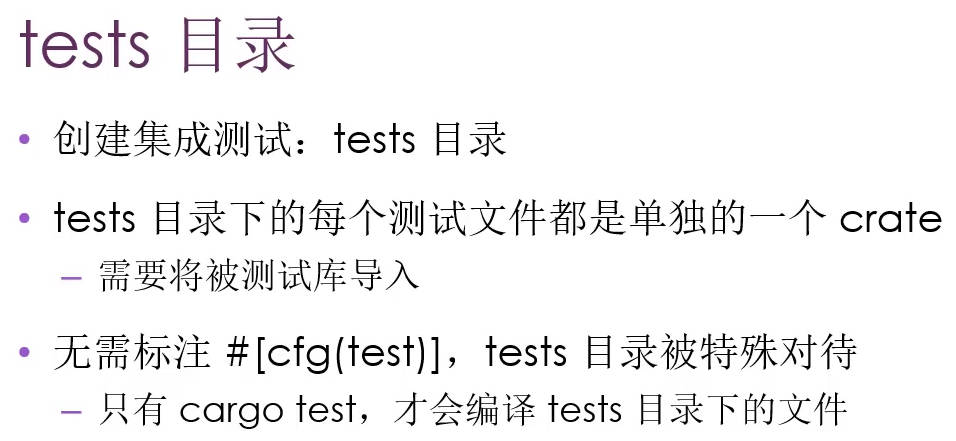 tests 目录
• 创建集成测试：tests 目录
• tests 目录下的每个测试文件都是单独的一个 crate
– 需要将被测试库导入
• 无需标注 #[cfg(test)]，tests 目录被特殊对待
– 只有 cargo test，才会编译 tests 目录下的文件